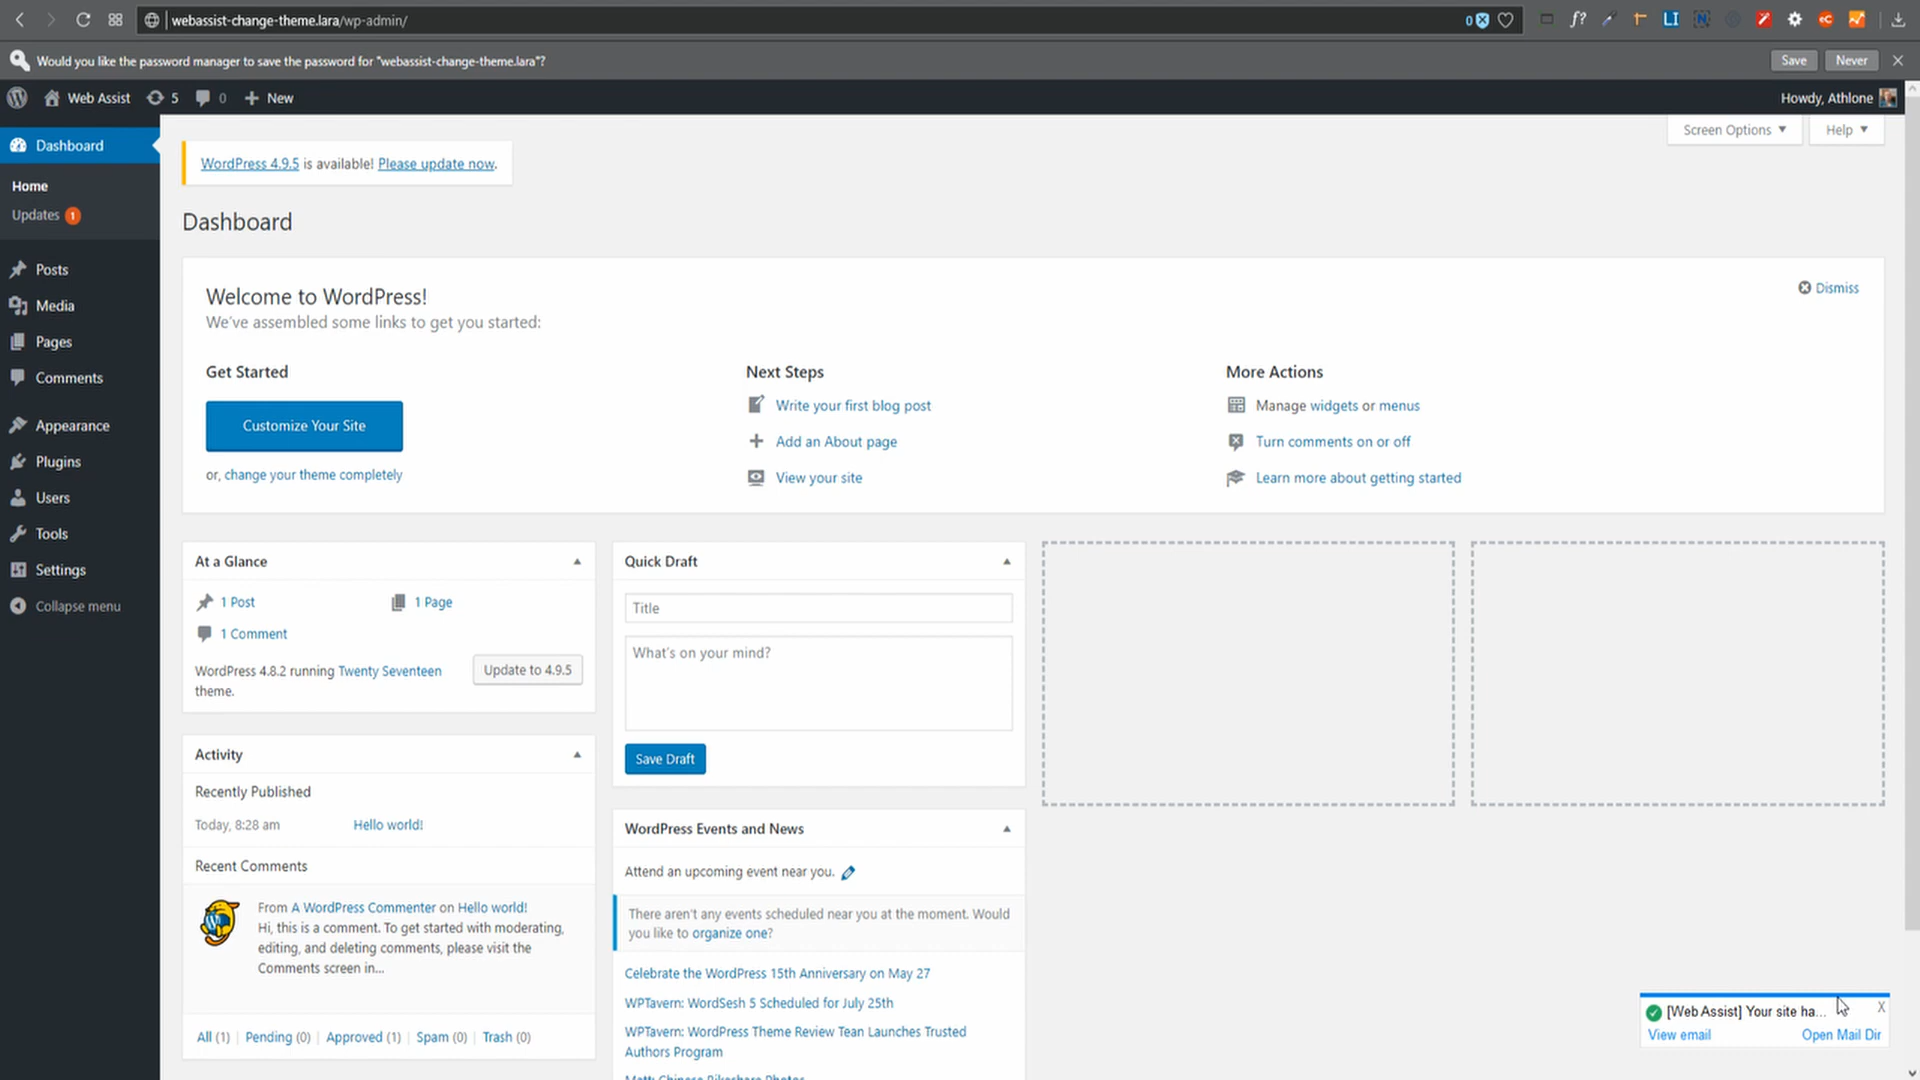 webassist-change-theme.lara/wp-admin/
0
f?
LI
N
eC
Would you like the password manager to save the password for "webassist-change-theme.lara"?
Save
Never
Web Assist
5
0
New
Howdy, Athlone
Dashboard
Home
Updates 1
Posts
Media
Pages
Comments
Appearance
Plugins
Users
Tools
Settings
Collapse menu
Screen Options
Help
WordPress 4.9.5 is available! Please update now.
Dashboard
Welcome to WordPress!
We've assembled some links to get you started:
Dismiss
Get Started
Customize Your Site
or, change your theme completely
Next Steps
Write your first blog post
Add an About page
View your site
More Actions
Manage widgets or menus
Turn comments on or off
Learn more about getting started
At a Glance
1 Post
1 Page
1 Comment
WordPress 4.8.2 running Twenty Seventeen
theme.
Update to 4.9.5
Activity
Recently Published
Today, 8:28 am
Hello world!
Recent Comments
From A WordPress Commenter on Hello world!
Hi, this is a comment. To get started with moderating,
editing, and deleting comments, please visit the
Comments screen in...
All (1) | Pending (0) | Approved (1) | Spam (0) | Trash (0)
Quick Draft
Title
What's on your mind?
Save Draft
WordPress Events and News
Attend an upcoming event near you.
There aren't any events scheduled near you at the moment. Would
you like to organize one?
Celebrate the WordPress 15th Anniversary on May 27
WPTavern: WordSesh 5 Scheduled for July 25th
WPTavern: WordPress Theme Review Tean Launches Trusted
Authors Program
Matt: Chinese Bikeshare Photos
[Web Assist] Your site ha...
X
View email
Open Mail Dir